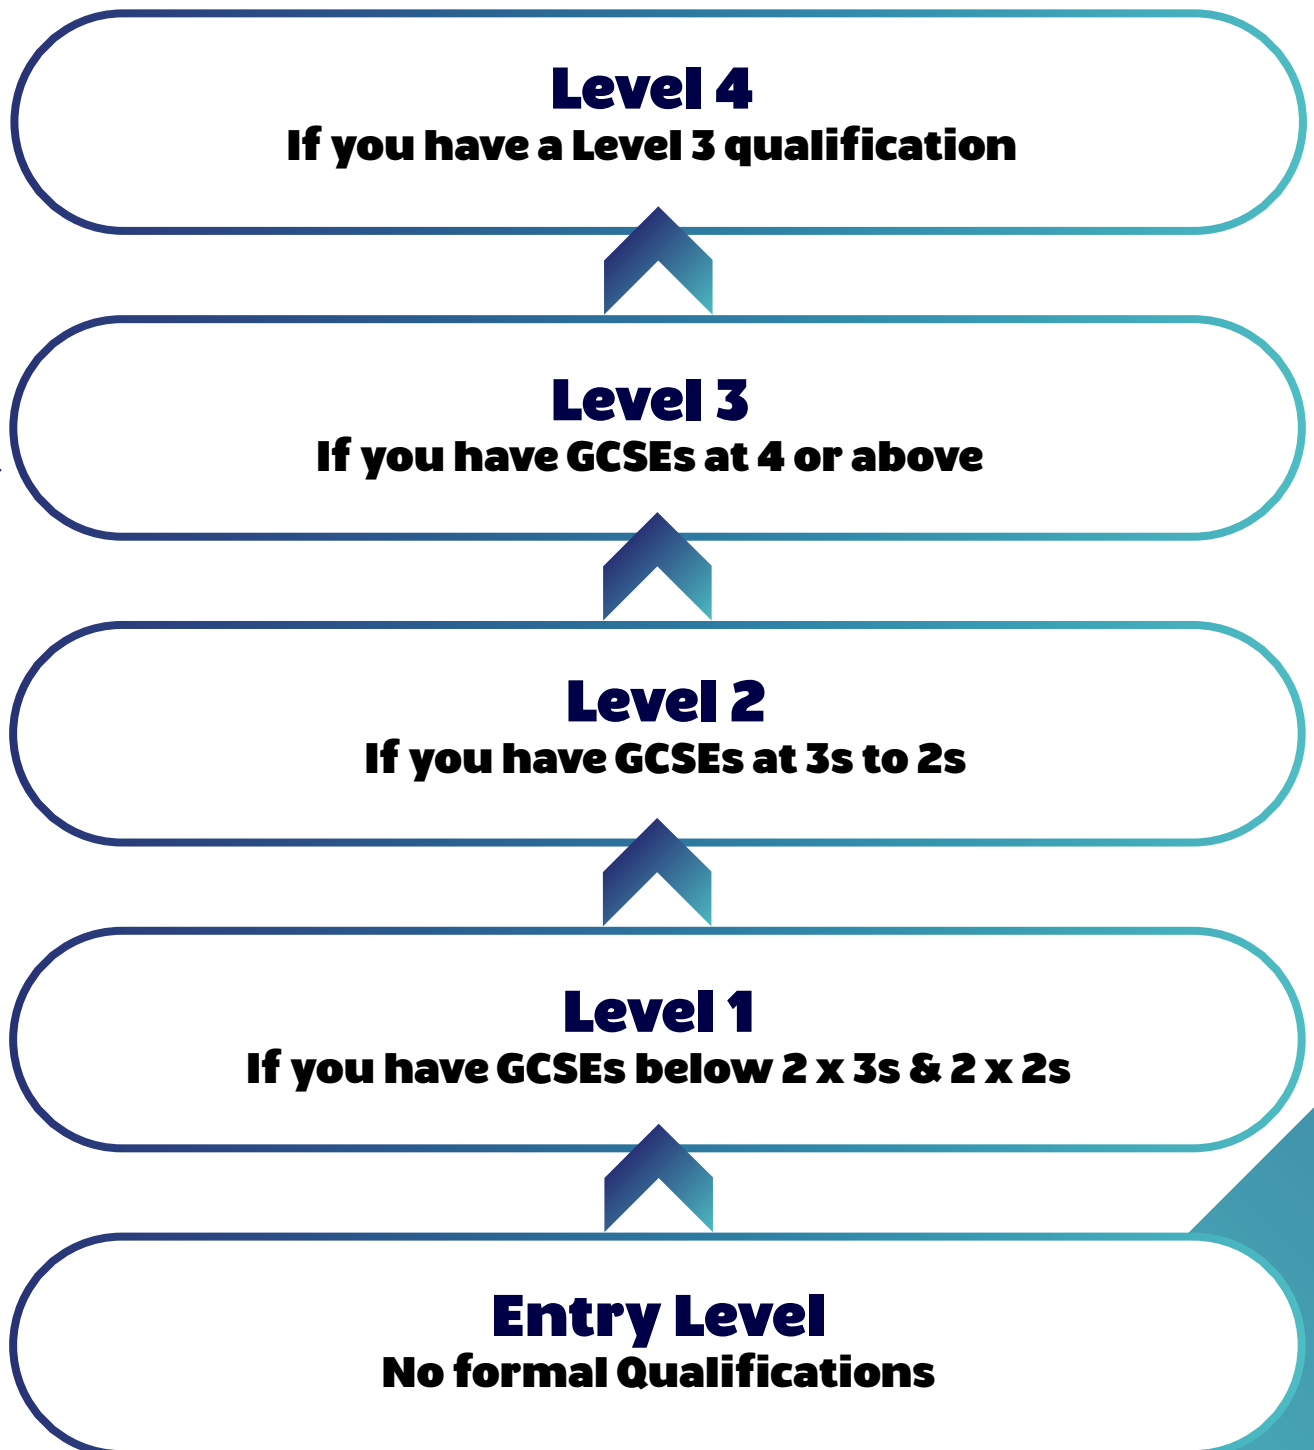 Level 4
If you have a Level 3 qualification
Level 3
If you have GCSEs at 4 or above
Level 2
If you have GCSEs at 3s to 2s
Level 1
If you have GCSEs below 2 x 3s & 2 x 2s
Entry Level
No formal Qualifications